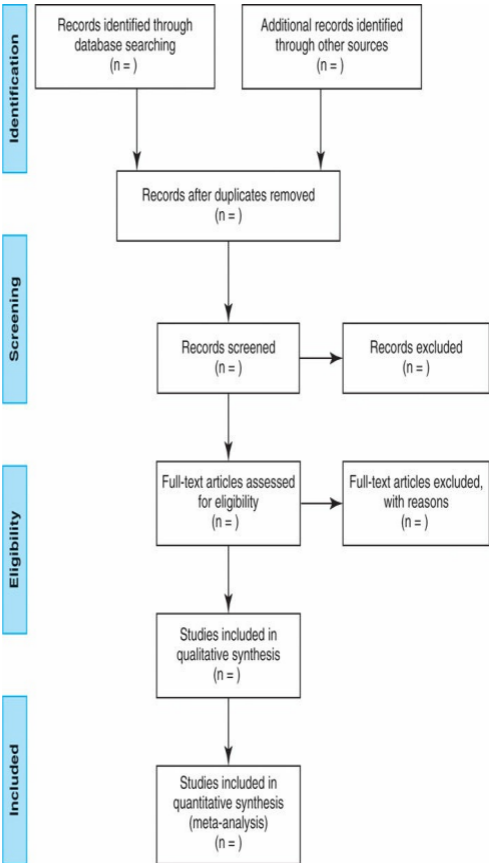 Identification
Records identified through
database searching
(n = )
Additional records identified
through other sources
(n = )
Records after duplicates removed
(n = )
Screening
Records screened
(n = )
Records excluded
(n = )
Eligibility
Full-text articles assessed
for eligibility
(n = )
Full-text articles excluded,
with reasons
(n = )
Studies included in
qualitative synthesis
(n = )
Included
Studies included in
quantitative synthesis
(meta-analysis)
(n = )